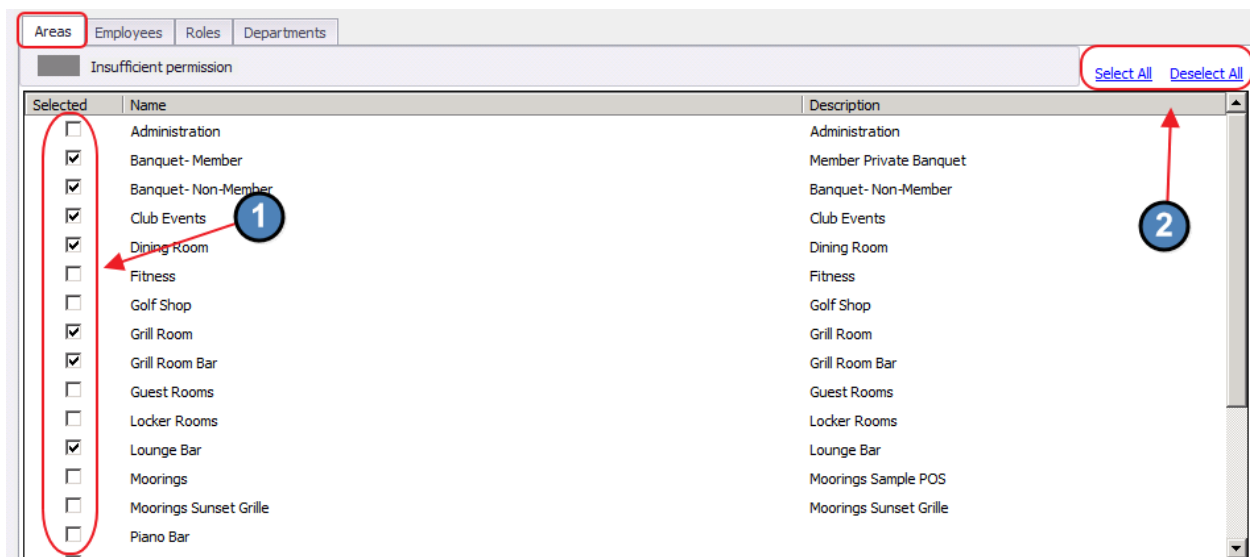 Areas Employees Roles Departments
Insufficient permission
Select All Deselect All
Selected Name Description
Administration Administration
Banquet- Member Member Private Banquet
Banquet- Non-Member Banquet- Non-Member
Club Events Club Events
1
2
Dining Room Dining Room
Fitness Fitness
Golf Shop Golf Shop
Grill Room Grill Room
Grill Room Bar Grill Room Bar
Guest Rooms Guest Rooms
Locker Rooms Locker Rooms
Lounge Bar Lounge Bar
Moorings Moorings Sample POS
Moorings Sunset Grille Moorings Sunset Grille
Piano Bar